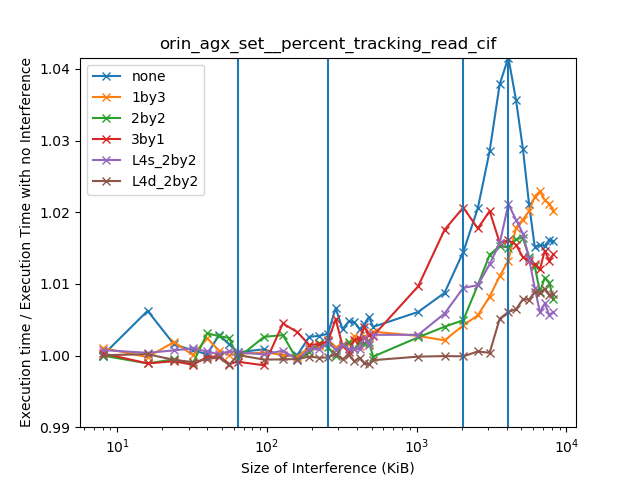 orin_agx_set__percent_tracking_read_cif
Execution time / Execution Time with no Interference
1.04
1.03
1.02
1.01
1.00
0.99
none
1by3
2by2
3by1
L4s_2by2
L4d_2by2
10¹
10²
10³
10⁴
Size of Interference (KiB)